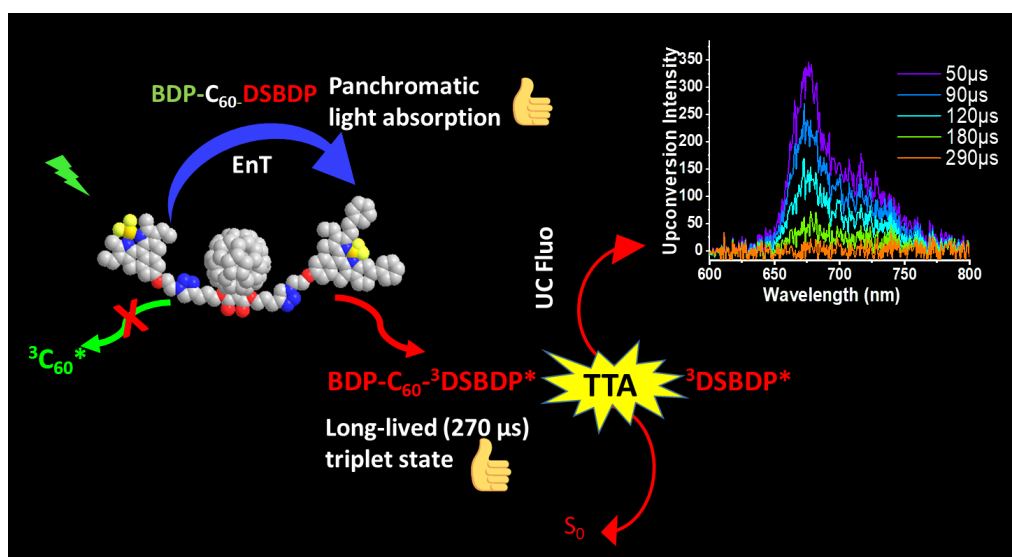 BDP-C60-DSBDP
Panchromatic
light absorption
EnT
³C60*
X
BDP-C60-³DSBDP*
Long-lived (270 µs)
triplet state
UC Fluo
TTA
³DSBDP*
S0
Upconversion Intensity
350
300
250
200
150
100
50
0
50µs
90µs
120µs
180µs
290µs
600
650
700
750
800
Wavelength (nm)